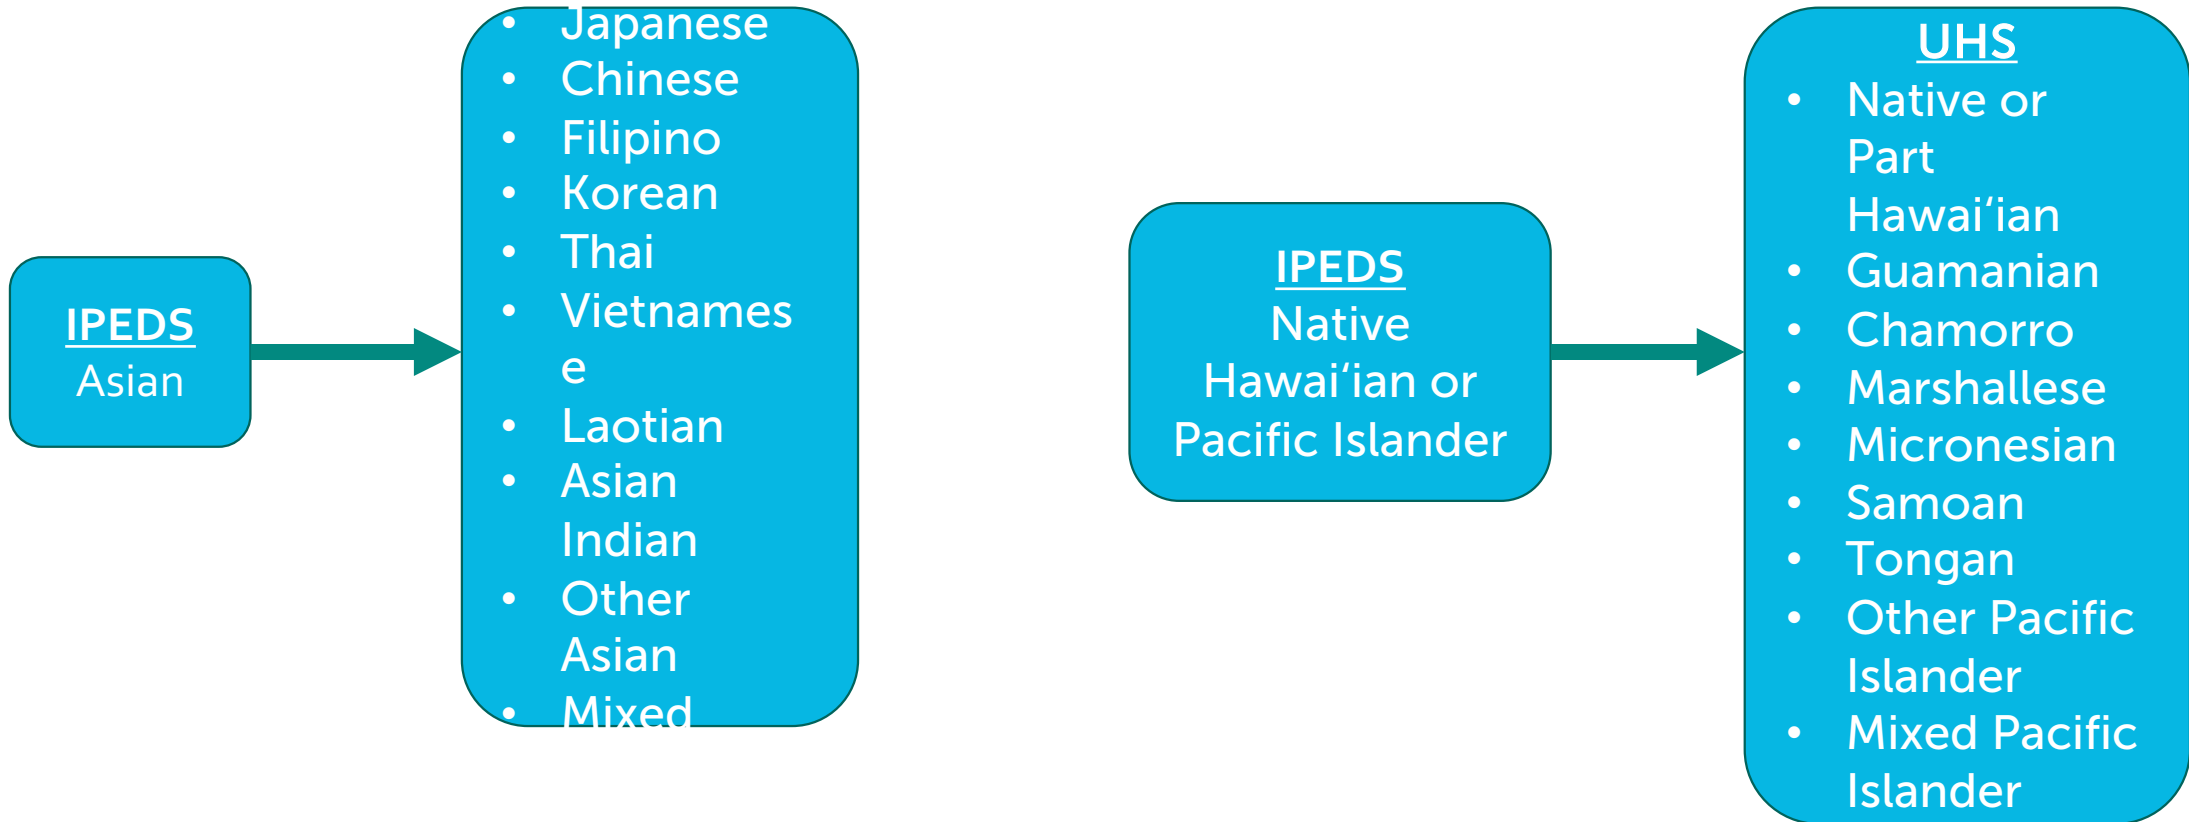 IPEDS
Asian
• Japanese
• Chinese
• Filipino
• Korean
• Thai
• Vietnames
e
• Laotian
• Asian
Indian
• Other
Asian
• Mixed
IPEDS
Native
Hawaiʻian or
Pacific Islander
UHS
• Native or
Part
Hawaiʻian
• Guamanian
• Chamorro
• Marshallese
• Micronesian
• Samoan
• Tongan
• Other Pacific
Islander
• Mixed Pacific
Islander